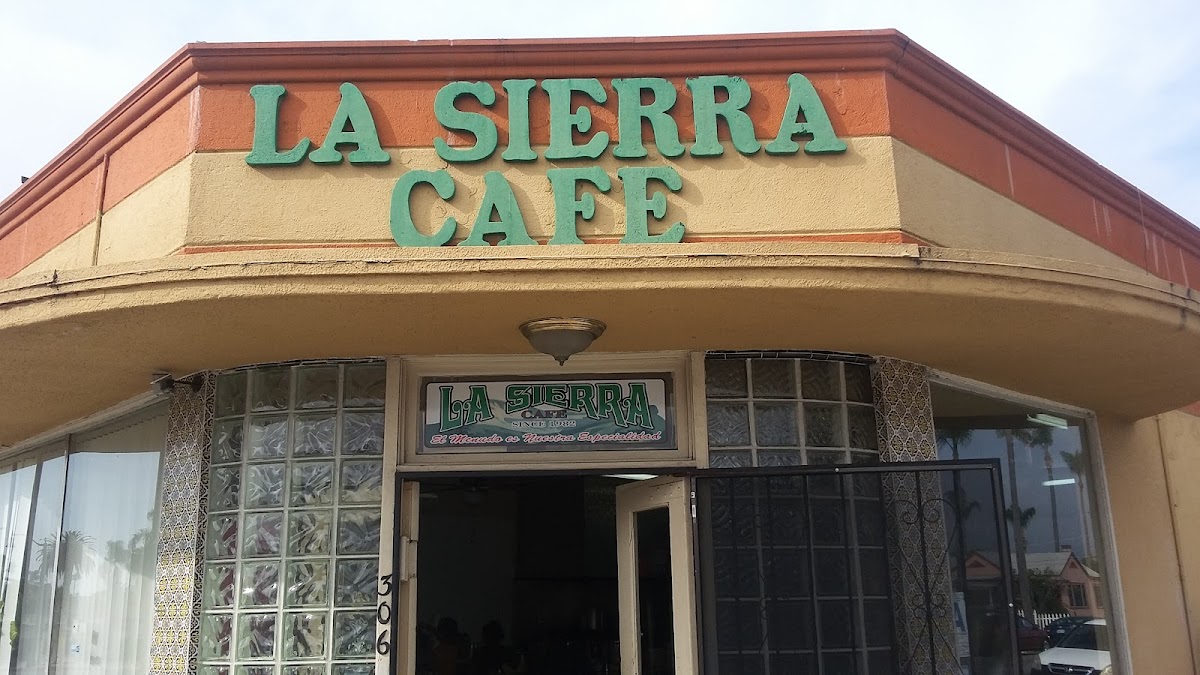 LA SIERRA
CAFE
LA SIERRA
CAFE
SINCE 1982
El Menudo es Nuestra Especialidad
306